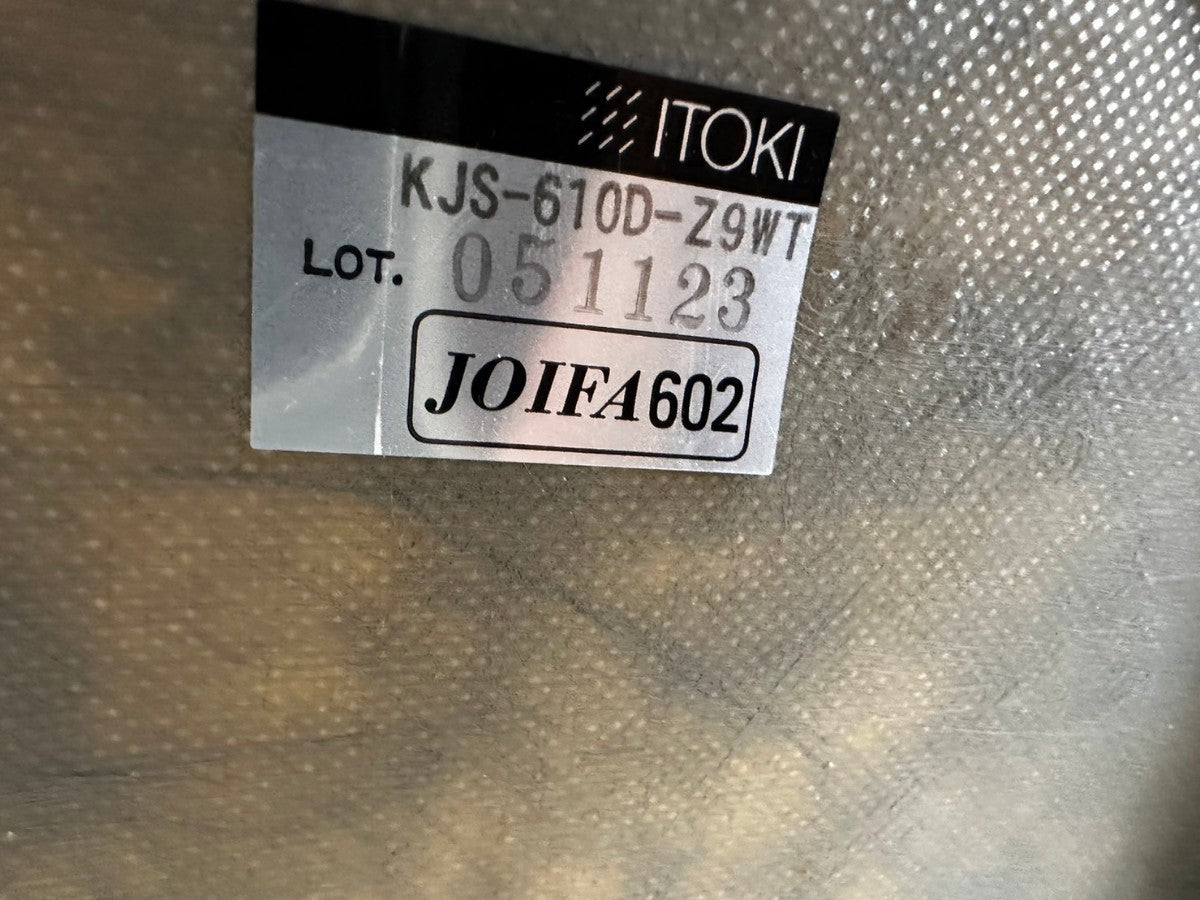 ITOKI
KJS-610D-Z9WT
LOT. 051123
JOIFA602